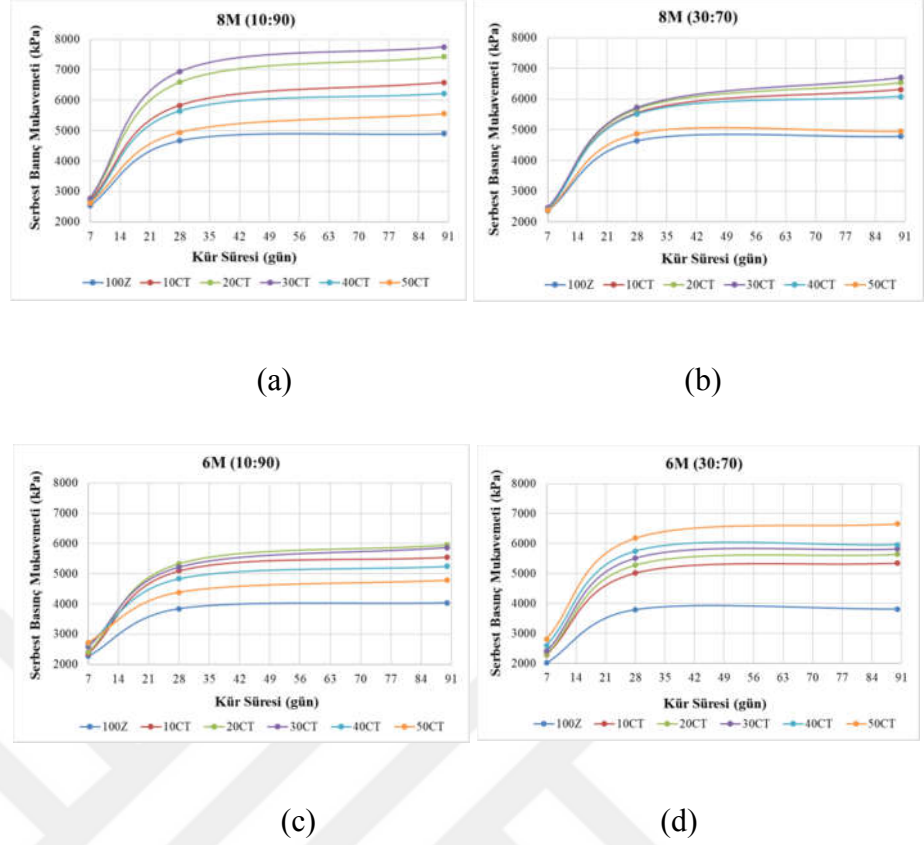 8M (10:90)
Serbest Banç Mukavemeti (kPa)
8000
7000
6000
5000
4000
3000
2000
7 14 21 28 35 42 49 56 63 70 77 84 91
Kür Süresi (gün)
100Z 10CT 20CT 30CT 40CT 50CT
(a)
8M (30:70)
Serbest Basınç Mukavemeti (kPa)
8000
7000
6000
5000
4000
3000
2000
7 14 21 28 35 42 49 56 63 70 77 84 91
Kür Süresi (gün)
100Z 10CT 20CT 30CT 40CT 50CT
(b)
6M (10:90)
Serbest Basınç Mukavemeti (kPa)
8000
7000
6000
5000
4000
3000
2000
7 14 21 28 35 42 49 56 63 70 77 84 91
Kür Süresi (gün)
100Z 10CT 20CT 30CT 40CT 50CT
(c)
6M (30:70)
Serbest Basınç Mukavemeti (kPa)
8000
7000
6000
5000
4000
3000
2000
7 14 21 28 35 42 49 56 63 70 77 84 91
Kür Süresi (gün)
100Z 10CT 20CT 30CT 40CT 50CT
(d)